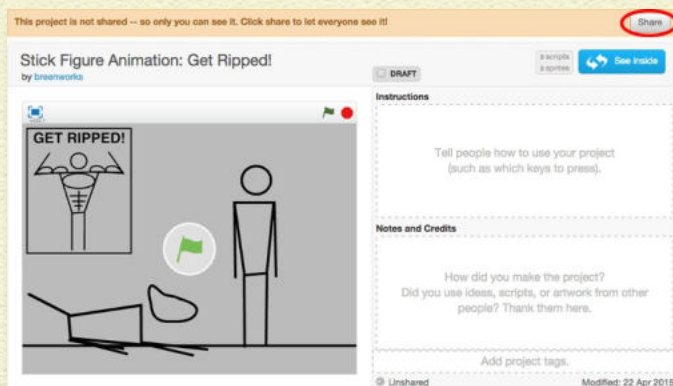 This project is not shared -- so only you can see it. Click share to let everyone see it!
Share
Stick Figure Animation: Get Ripped!
by breenworks
DRAFT
scripts
sprites
See inside
GET RIPPED!
Instructions
Tell people how to use your project
(such as which keys to press).
Notes and Credits
How did you make the project?
Did you use ideas, scripts, or artwork from other
people? Thank them here.
Add project tags.
Unshared
Modified: 22 Apr 2015